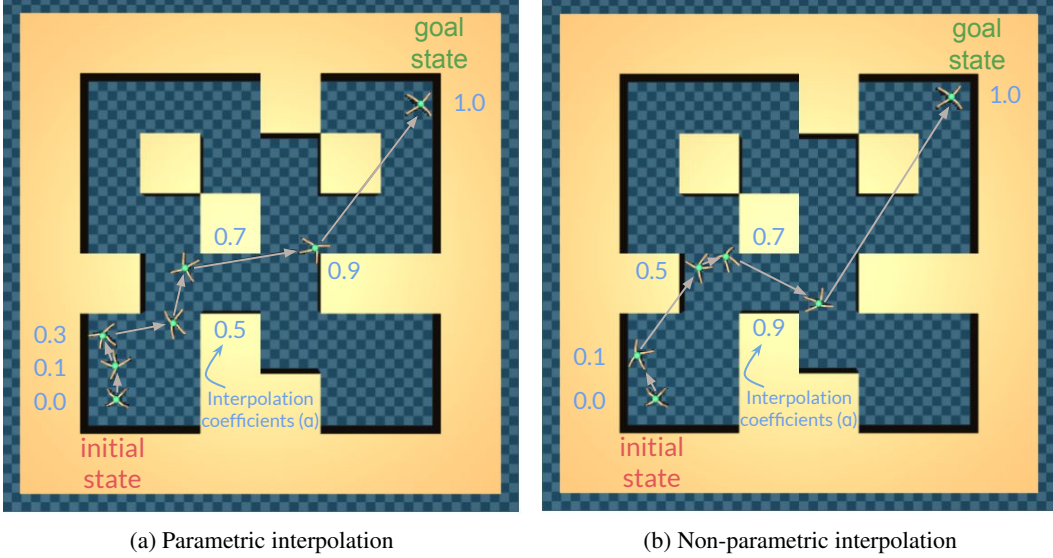 goal
state
1.0
0.7
0.9
0.3
0.5
0.1
0.0
Interpolation
coefficients (α)
initial
state
(a) Parametric interpolation
goal
state
1.0
0.7
0.5
0.9
0.1
0.0
Interpolation
coefficients (α)
initial
state
(b) Non-parametric interpolation